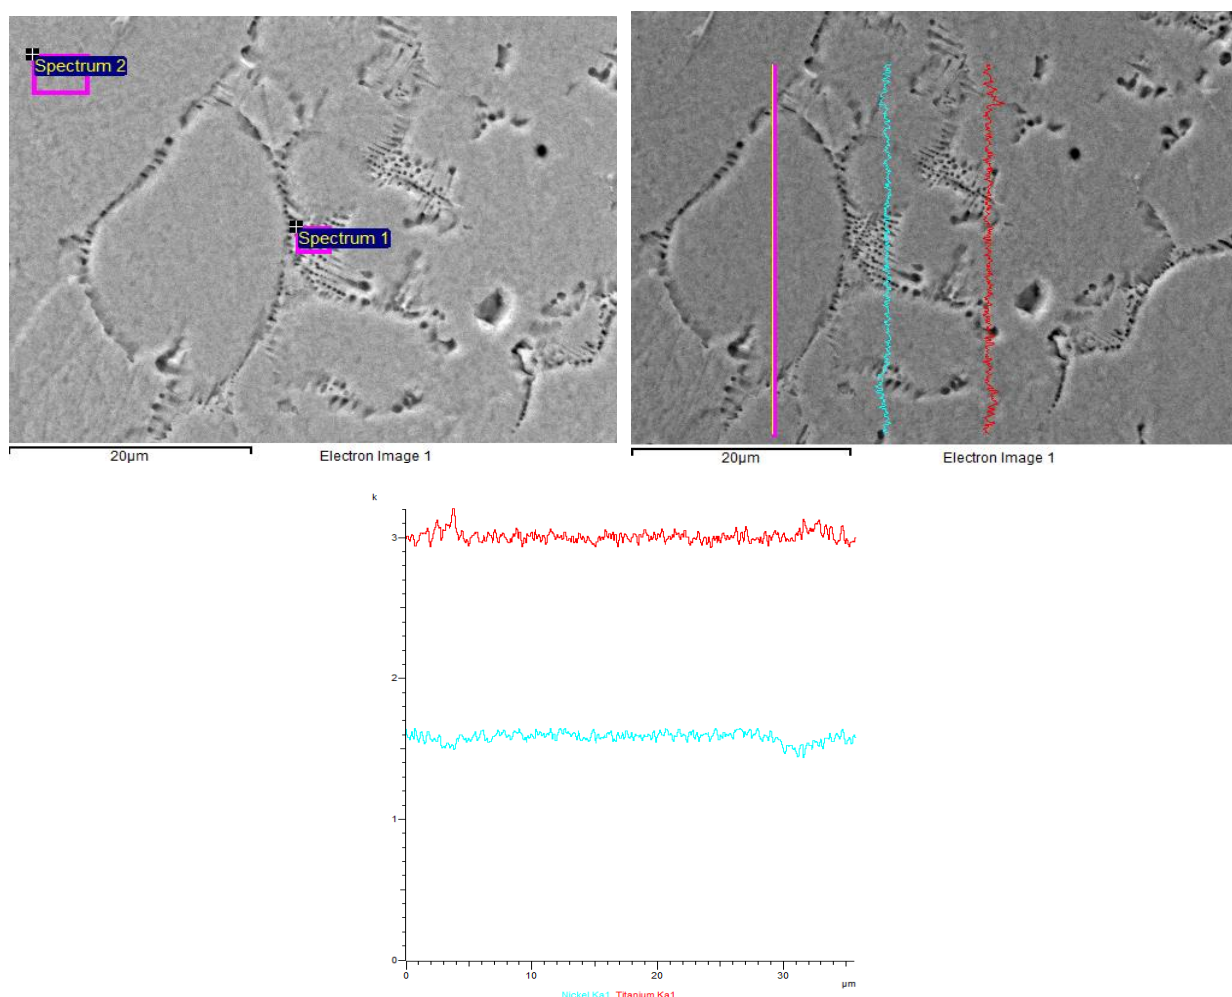 Spectrum 2
Spectrum 1
20µm
Electron Image 1
20µm
Electron Image 1
k
3
2
1
0
0
10
20
30
µm
Nickel Ka1, Titanium Ka1